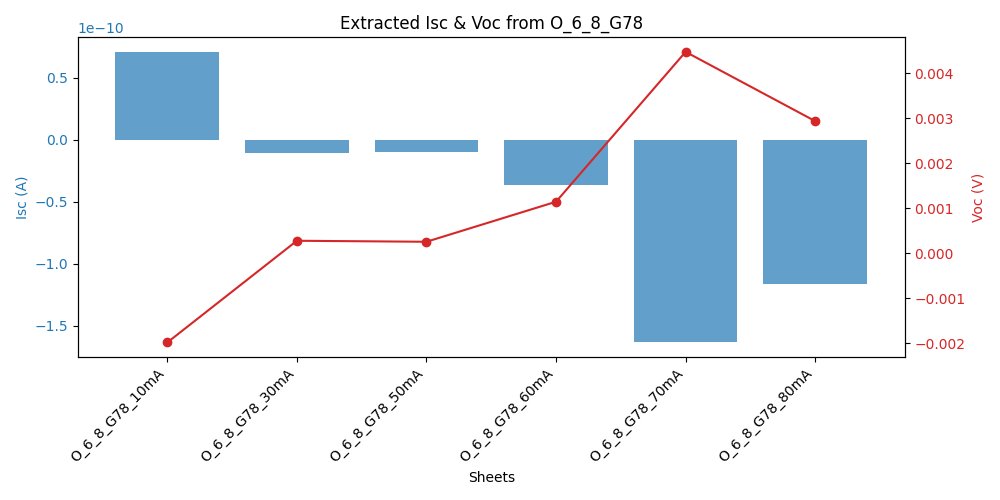 Extracted Isc & Voc from O_6_8_G78
1e−10
0.5
0.0
−0.5
−1.0
−1.5
Isc (A)
0.004
0.003
0.002
0.001
0.000
−0.001
−0.002
Voc (V)
O_6_8_G78_10mA
O_6_8_G78_30mA
O_6_8_G78_50mA
O_6_8_G78_60mA
O_6_8_G78_70mA
O_6_8_G78_80mA
Sheets